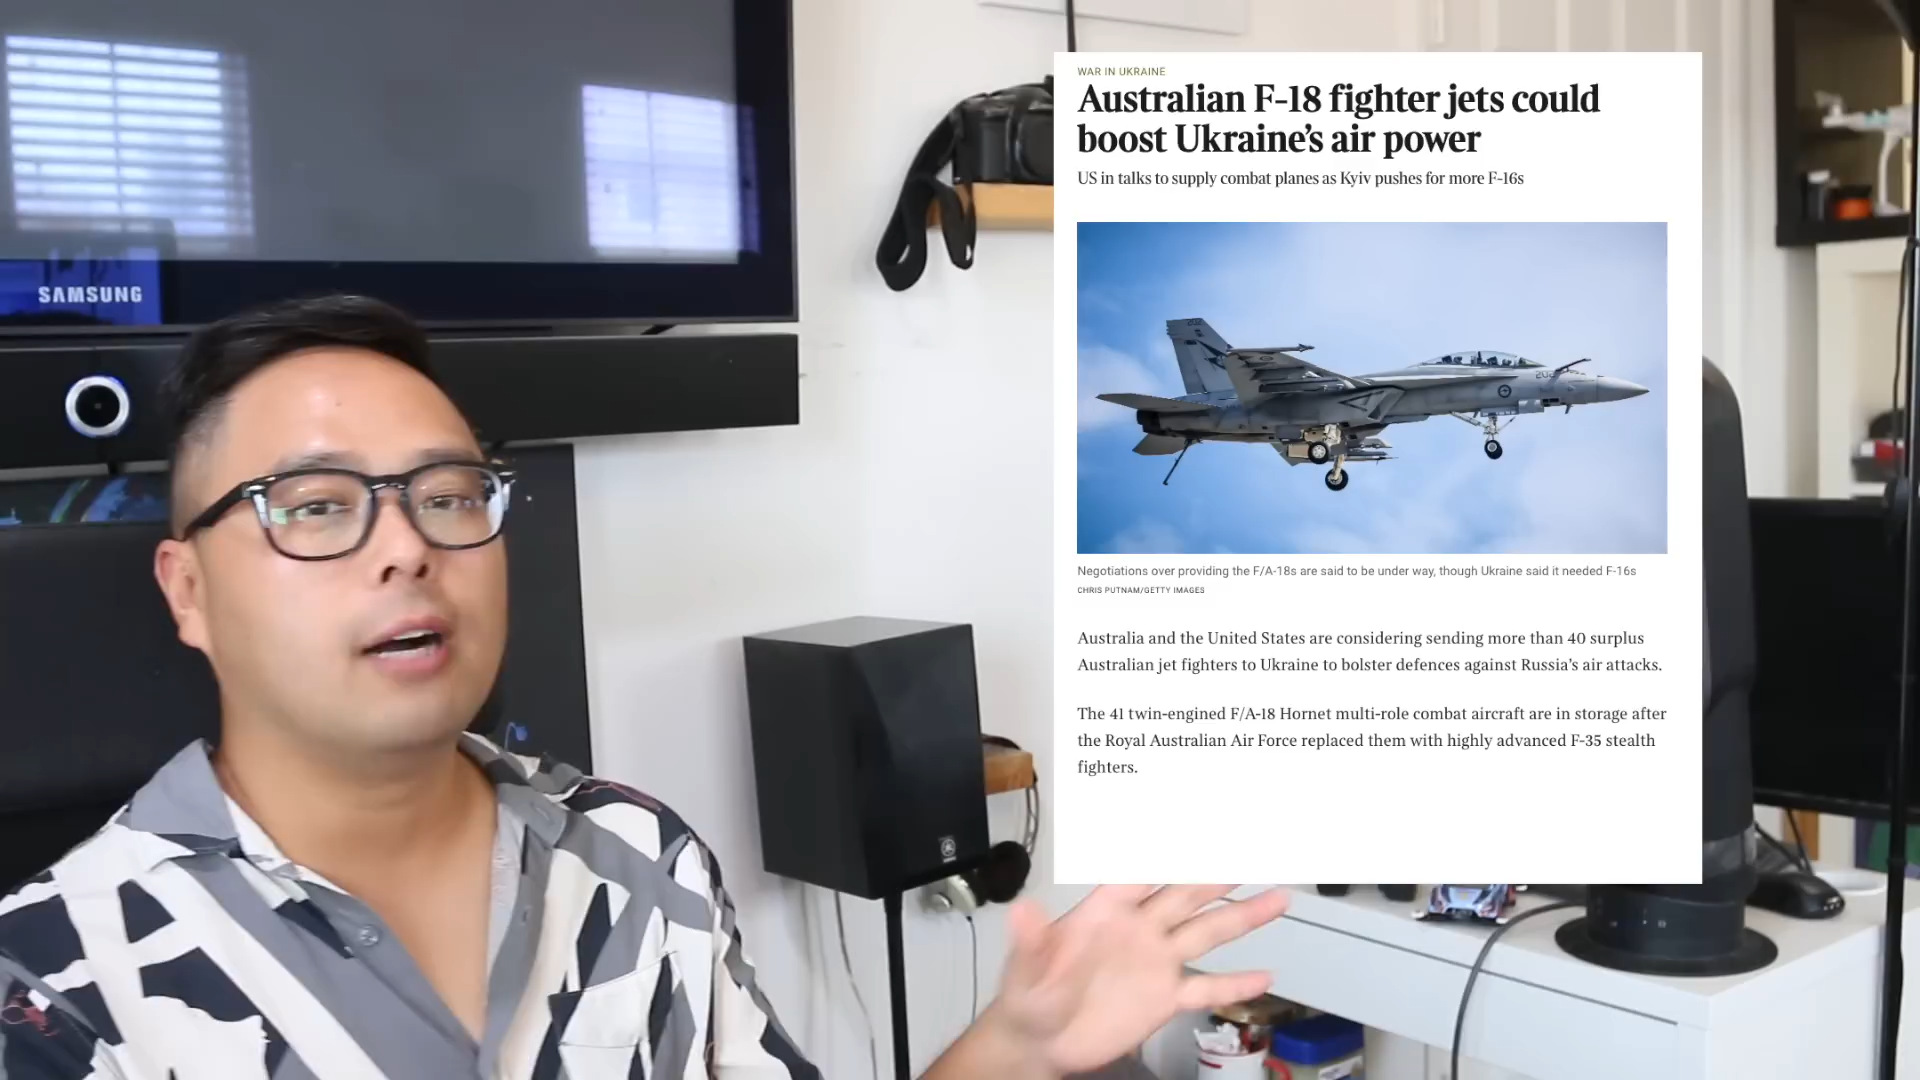 SAMSUNG
WAR IN UKRAINE
Australian F-18 fighter jets could
boost Ukraine’s air power
US in talks to supply combat planes as Kyiv pushes for more F-16s
202
202
Negotiations over providing the F/A-18s are said to be under way, though Ukraine said it needed F-16s
CHRIS PUTNAM/GETTY IMAGES
Australia and the United States are considering sending more than 40 surplus
Australian jet fighters to Ukraine to bolster defences against Russia’s air attacks.
The 41 twin-engined F/A-18 Hornet multi-role combat aircraft are in storage after
the Royal Australian Air Force replaced them with highly advanced F-35 stealth
fighters.